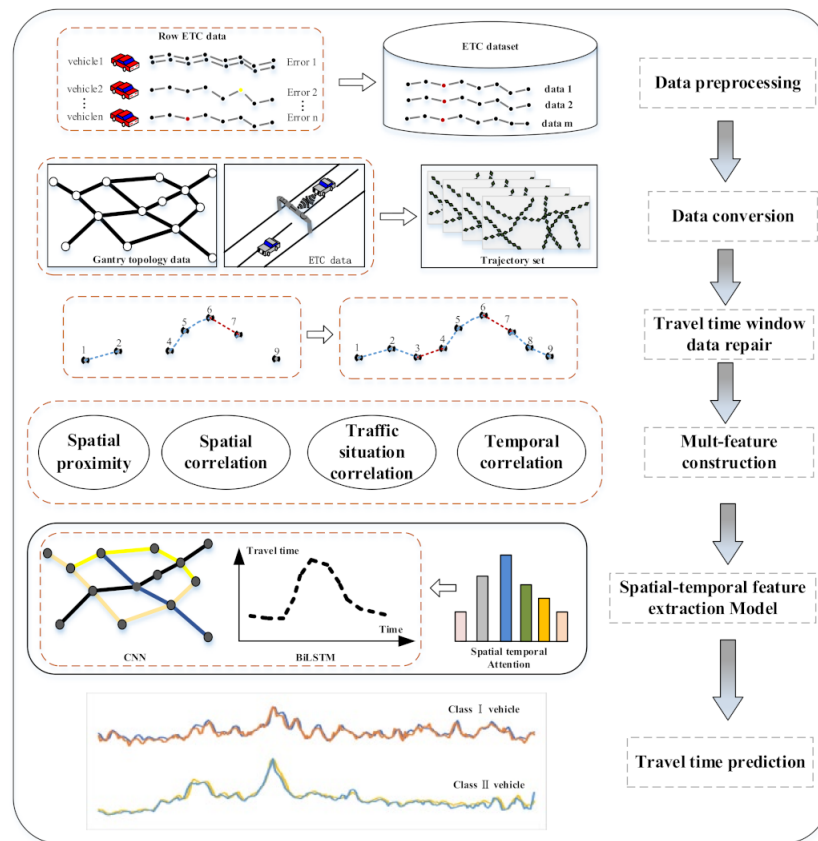 Row ETC data
vehicle1
Error 1
vehicle2
Error 2
vehiclen
Error n
ETC dataset
data 1
data 2
data m
Data preprocessing
Gantry topology data
ETC data
Trajectory set
Data conversion
1
2
4
5
6
7
9
1
2
3
4
5
6
7
8
9
Travel time window
data repair
Spatial
proximity
Spatial
correlation
Traffic
situation
correlation
Temporal
correlation
Mult-feature
construction
CNN
Travel time
Time
BiLSTM
Spatial temporal
Attention
Spatial-temporal feature
extraction Model
Class Ⅰ vehicle
Class Ⅱ vehicle
Travel time prediction